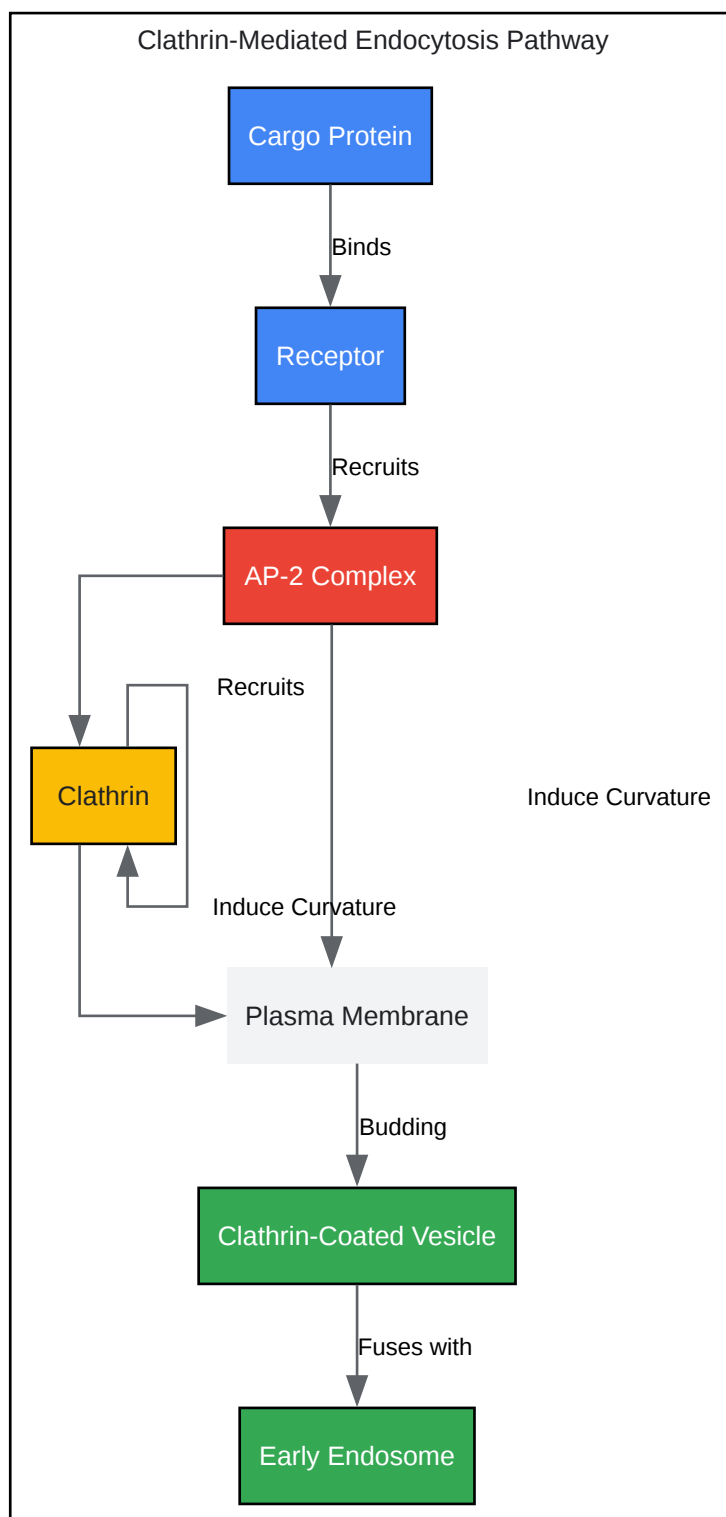 Clathrin-Mediated Endocytosis Pathway
Cargo Protein
Binds
Receptor
Recruits
AP-2 Complex
Recruits
Clathrin
Induce Curvature
Induce Curvature
Plasma Membrane
Budding
Clathrin-Coated Vesicle
Fuses with
Early Endosome